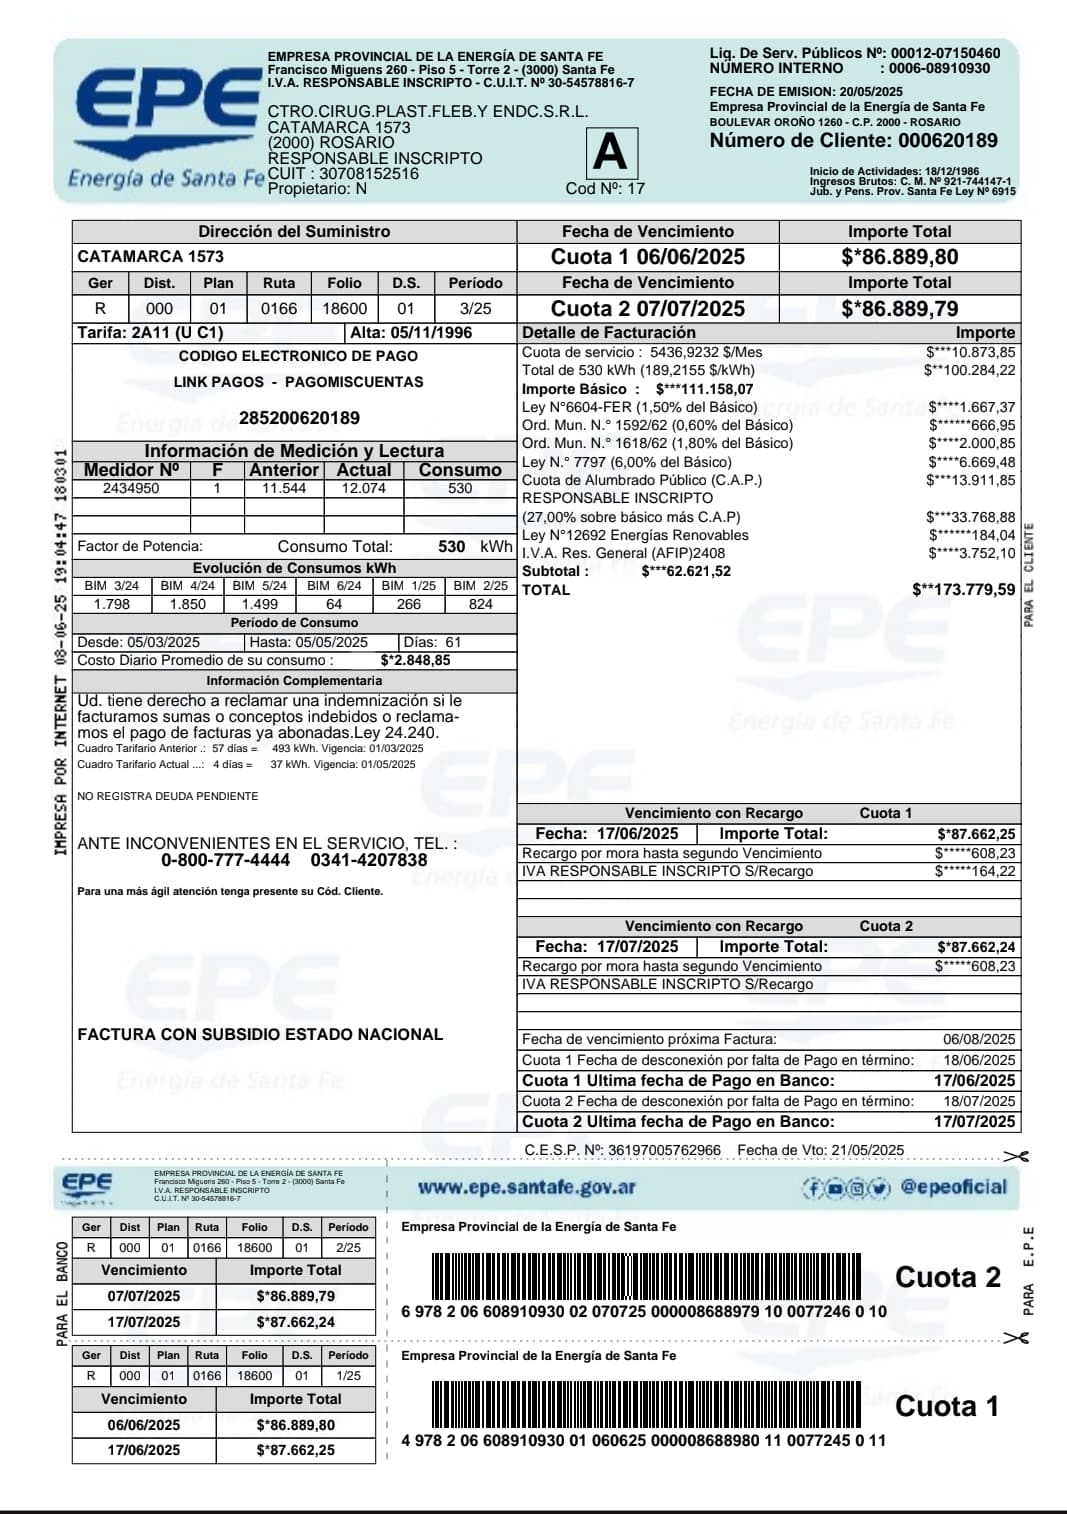 EPE
Energía de Santa Fe
EMPRESA PROVINCIAL DE LA ENERGÍA DE SANTA FE
Francisco Miguens 260 - Piso 5 - Torre 2 - (3000) Santa Fe
I.V.A. RESPONSABLE INSCRIPTO - C.U.I.T. Nº 30-54578816-7
CTRO.CIRUG.PLAST.FLEB.Y ENDC.S.R.L.
CATAMARCA 1573
(2000) ROSARIO
RESPONSABLE INSCRIPTO
CUIT : 30708152516
Propietario: N
A
Cod Nº: 17
Liq. De Serv. Públicos Nº: 00012-07150460
NÚMERO INTERNO : 0006-08910930
FECHA DE EMISION: 20/05/2025
Empresa Provincial de la Energía de Santa Fe
BOULEVAR OROÑO 1260 - C.P. 2000 - ROSARIO
Número de Cliente: 000620189
Inicio de Actividades: 18/12/1986
Ingresos Brutos: C. M. Nº 921-744147-1
Jub. y Pens. Prov. Santa Fe Ley Nº 6915
Dirección del Suministro
CATAMARCA 1573
Ger Dist. Plan Ruta Folio D.S. Período
R 000 01 0166 18600 01 3/25
Tarifa: 2A11 (U C1) Alta: 05/11/1996
CODIGO ELECTRONICO DE PAGO
LINK PAGOS - PAGOMISCUENTAS
285200620189
Información de Medición y Lectura
Medidor Nº F Anterior Actual Consumo
2434950 1 11.544 12.074 530
Factor de Potencia: Consumo Total: 530 kWh
Evolución de Consumos kWh
BIM 3/24 BIM 4/24 BIM 5/24 BIM 6/24 BIM 1/25 BIM 2/25
1.798 1.850 1.499 64 266 824
Período de Consumo
Desde: 05/03/2025 Hasta: 05/05/2025 Días: 61
Costo Diario Promedio de su consumo : $*2.848,85
Información Complementaria
Ud. tiene derecho a reclamar una indemnización si le
facturamos sumas o conceptos indebidos o reclama-
mos el pago de facturas ya abonadas.Ley 24.240.
Cuadro Tarifario Anterior .: 57 días = 493 kWh. Vigencia: 01/03/2025
Cuadro Tarifario Actual ...: 4 días = 37 kWh. Vigencia: 01/05/2025
NO REGISTRA DEUDA PENDIENTE
ANTE INCONVENIENTES EN EL SERVICIO, TEL. :
0-800-777-4444 0341-4207838
Para una más ágil atención tenga presente su Cód. Cliente.
FACTURA CON SUBSIDIO ESTADO NACIONAL
IMPRESA POR INTERNET 08-06-25 19:04:47 180301
Fecha de Vencimiento Importe Total
Cuota 1 06/06/2025 $*86.889,80
Fecha de Vencimiento Importe Total
Cuota 2 07/07/2025 $*86.889,79
Detalle de Facturación Importe
Cuota de servicio : 5436,9232 $/Mes $***10.873,85
Total de 530 kWh (189,2155 $/kWh) $**100.284,22
Importe Básico : $***111.158,07
Ley N°6604-FER (1,50% del Básico) $****1.667,37
Ord. Mun. N.° 1592/62 (0,60% del Básico) $******666,95
Ord. Mun. N.° 1618/62 (1,80% del Básico) $****2.000,85
Ley N.° 7797 (6,00% del Básico) $****6.669,48
Cuota de Alumbrado Público (C.A.P.) $***13.911,85
RESPONSABLE INSCRIPTO
(27,00% sobre básico más C.A.P) $***33.768,88
Ley N°12692 Energías Renovables $******184,04
I.V.A. Res. General (AFIP)2408 $****3.752,10
Subtotal : $***62.621,52
TOTAL $**173.779,59
PARA EL CLIENTE
Vencimiento con Recargo Cuota 1
Fecha: 17/06/2025 Importe Total: $*87.662,25
Recargo por mora hasta segundo Vencimiento $*****608,23
IVA RESPONSABLE INSCRIPTO S/Recargo $*****164,22
Vencimiento con Recargo Cuota 2
Fecha: 17/07/2025 Importe Total: $*87.662,24
Recargo por mora hasta segundo Vencimiento $*****608,23
IVA RESPONSABLE INSCRIPTO S/Recargo
Fecha de vencimiento próxima Factura: 06/08/2025
Cuota 1 Fecha de desconexión por falta de Pago en término: 18/06/2025
Cuota 1 Ultima fecha de Pago en Banco: 17/06/2025
Cuota 2 Fecha de desconexión por falta de Pago en término: 18/07/2025
Cuota 2 Ultima fecha de Pago en Banco: 17/07/2025
C.E.S.P. Nº: 36197005762966 Fecha de Vto: 21/05/2025
EPE
EMPRESA PROVINCIAL DE LA ENERGÍA DE SANTA FE
Francisco Miguens 260 - Piso 5 - Torre 2 - (3000) Santa Fe
I.V.A. RESPONSABLE INSCRIPTO
C.U.I.T. Nº 30-54578816-7
www.epe.santafe.gov.ar
@epeoficial
PARA EL BANCO
Ger Dist Plan Ruta Folio D.S. Período
R 000 01 0166 18600 01 2/25
Vencimiento Importe Total
07/07/2025 $*86.889,79
17/07/2025 $*87.662,24
Empresa Provincial de la Energía de Santa Fe
6 978 2 06 608910930 02 070725 000008688979 10 0077246 0 10
Cuota 2
PARA E.P.E
Ger Dist Plan Ruta Folio D.S. Período
R 000 01 0166 18600 01 1/25
Vencimiento Importe Total
06/06/2025 $*86.889,80
17/06/2025 $*87.662,25
Empresa Provincial de la Energía de Santa Fe
4 978 2 06 608910930 01 060625 000008688980 11 0077245 0 11
Cuota 1